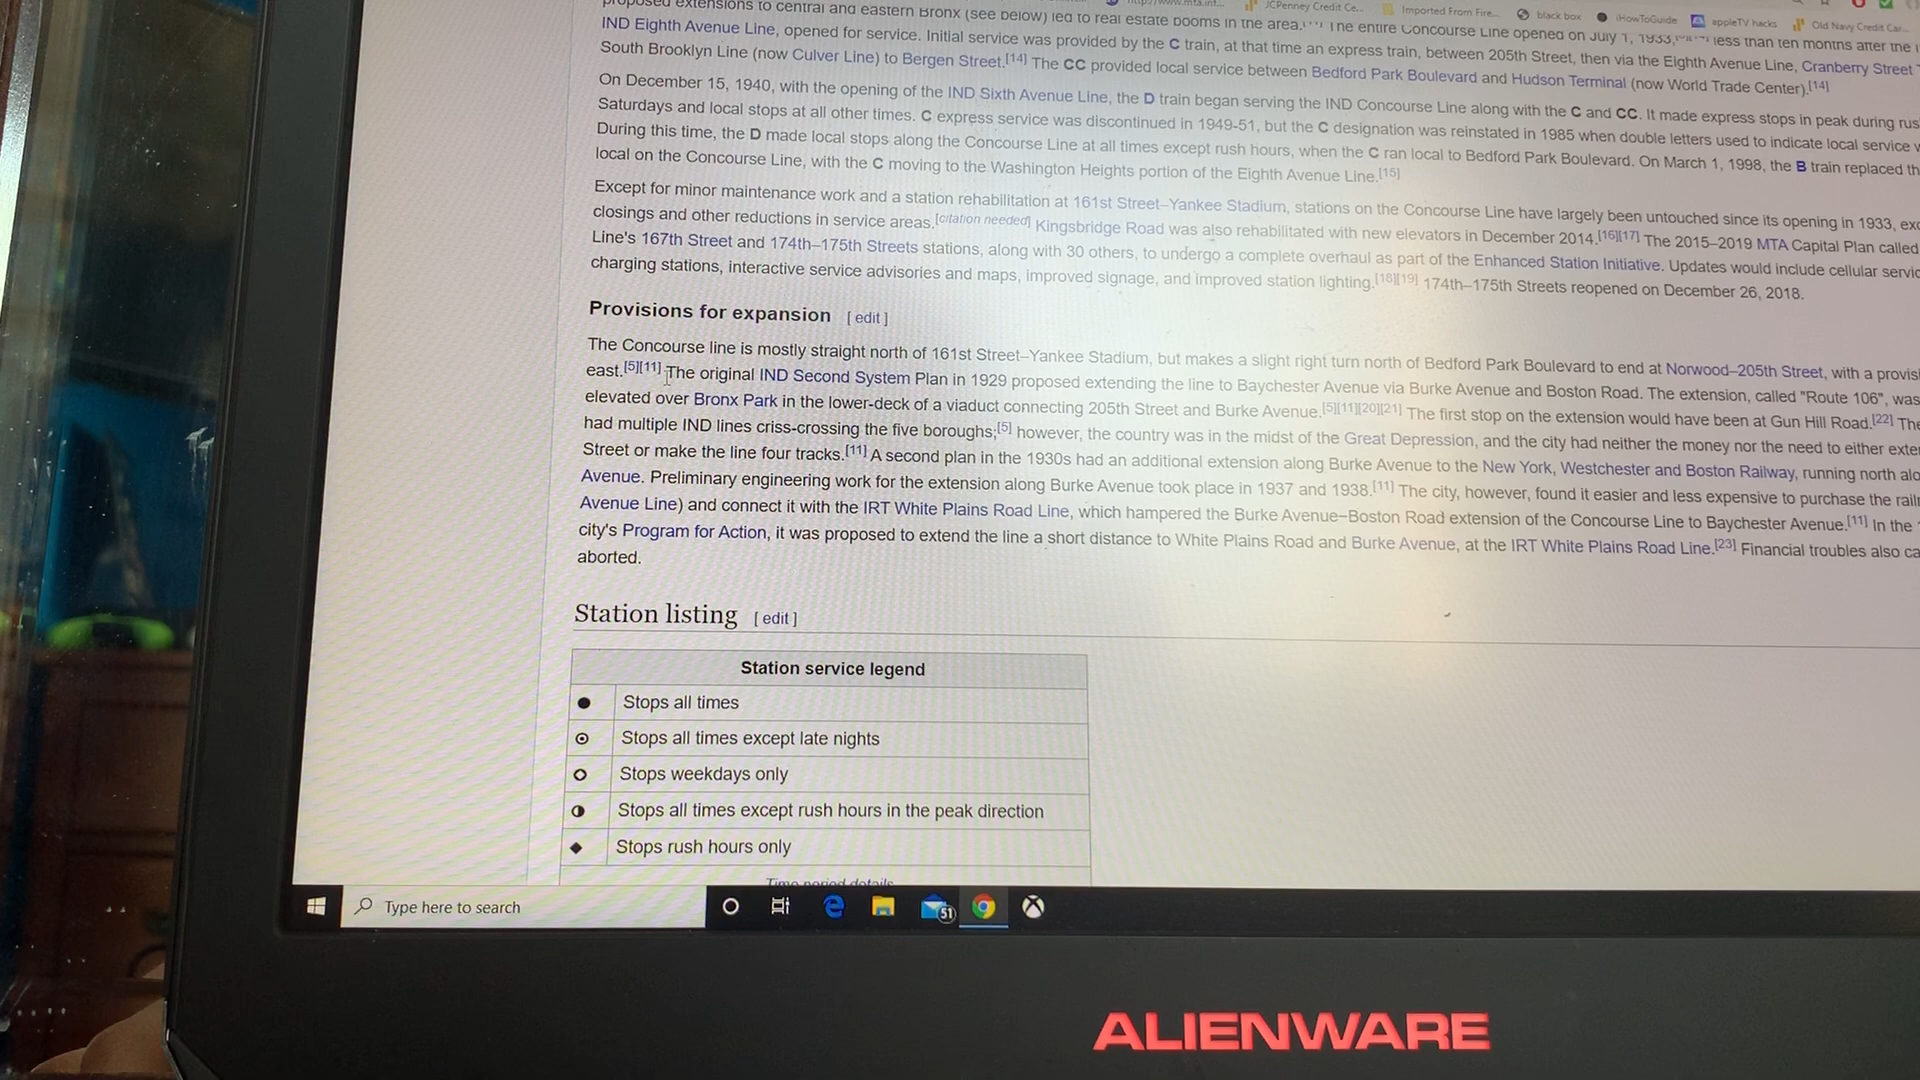 proposed extensions to central and eastern Bronx (see below) led to real estate booms in the area. The entire Concourse Line opened on July 1, 1933, less than ten months after the
IND Eighth Avenue Line, opened for service. Initial service was provided by the C train, at that time an express train, between 205th Street, then via the Eighth Avenue Line, Cranberry Street
South Brooklyn Line (now Culver Line) to Bergen Street.[14] The CC provided local service between Bedford Park Boulevard and Hudson Terminal (now World Trade Center).[14]
On December 15, 1940, with the opening of the IND Sixth Avenue Line, the D train began serving the IND Concourse Line along with the C and CC. It made express stops in peak during rus
Saturdays and local stops at all other times. C express service was discontinued in 1949-51, but the C designation was reinstated in 1985 when double letters used to indicate local service
During this time, the D made local stops along the Concourse Line at all times except rush hours, when the C ran local to Bedford Park Boulevard. On March 1, 1998, the B train replaced th
local on the Concourse Line, with the C moving to the Washington Heights portion of the Eighth Avenue Line.[15]
Except for minor maintenance work and a station rehabilitation at 161st Street–Yankee Stadium, stations on the Concourse Line have largely been untouched since its opening in 1933, exc
closings and other reductions in service areas.[citation needed] Kingsbridge Road was also rehabilitated with new elevators in December 2014.[16][17] The 2015–2019 MTA Capital Plan called
Line's 167th Street and 174th–175th Streets stations, along with 30 others, to undergo a complete overhaul as part of the Enhanced Station Initiative. Updates would include cellular servic
charging stations, interactive service advisories and maps, improved signage, and improved station lighting.[18][19] 174th–175th Streets reopened on December 26, 2018.
Provisions for expansion [ edit ]
The Concourse line is mostly straight north of 161st Street–Yankee Stadium, but makes a slight right turn north of Bedford Park Boulevard to end at Norwood–205th Street, with a provisi
east.[5][11] The original IND Second System Plan in 1929 proposed extending the line to Baychester Avenue via Burke Avenue and Boston Road. The extension, called "Route 106", was
elevated over Bronx Park in the lower-deck of a viaduct connecting 205th Street and Burke Avenue.[5][11][20][21] The first stop on the extension would have been at Gun Hill Road.[22] The
had multiple IND lines criss-crossing the five boroughs;[5] however, the country was in the midst of the Great Depression, and the city had neither the money nor the need to either exte
Street or make the line four tracks.[11] A second plan in the 1930s had an additional extension along Burke Avenue to the New York, Westchester and Boston Railway, running north alo
Avenue. Preliminary engineering work for the extension along Burke Avenue took place in 1937 and 1938.[11] The city, however, found it easier and less expensive to purchase the railr
Avenue Line) and connect it with the IRT White Plains Road Line, which hampered the Burke Avenue–Boston Road extension of the Concourse Line to Baychester Avenue.[11] In the
city's Program for Action, it was proposed to extend the line a short distance to White Plains Road and Burke Avenue, at the IRT White Plains Road Line.[23] Financial troubles also ca
aborted.
Station listing [ edit ]
Station service legend
Stops all times
Stops all times except late nights
Stops weekdays only
Stops all times except rush hours in the peak direction
Stops rush hours only
Time period details
Type here to search
51
JCPenney Credit Ce...
Imported From Fire...
black box
iHowToGuide
appleTV hacks
Old Navy Credit Car...
ALIENWARE